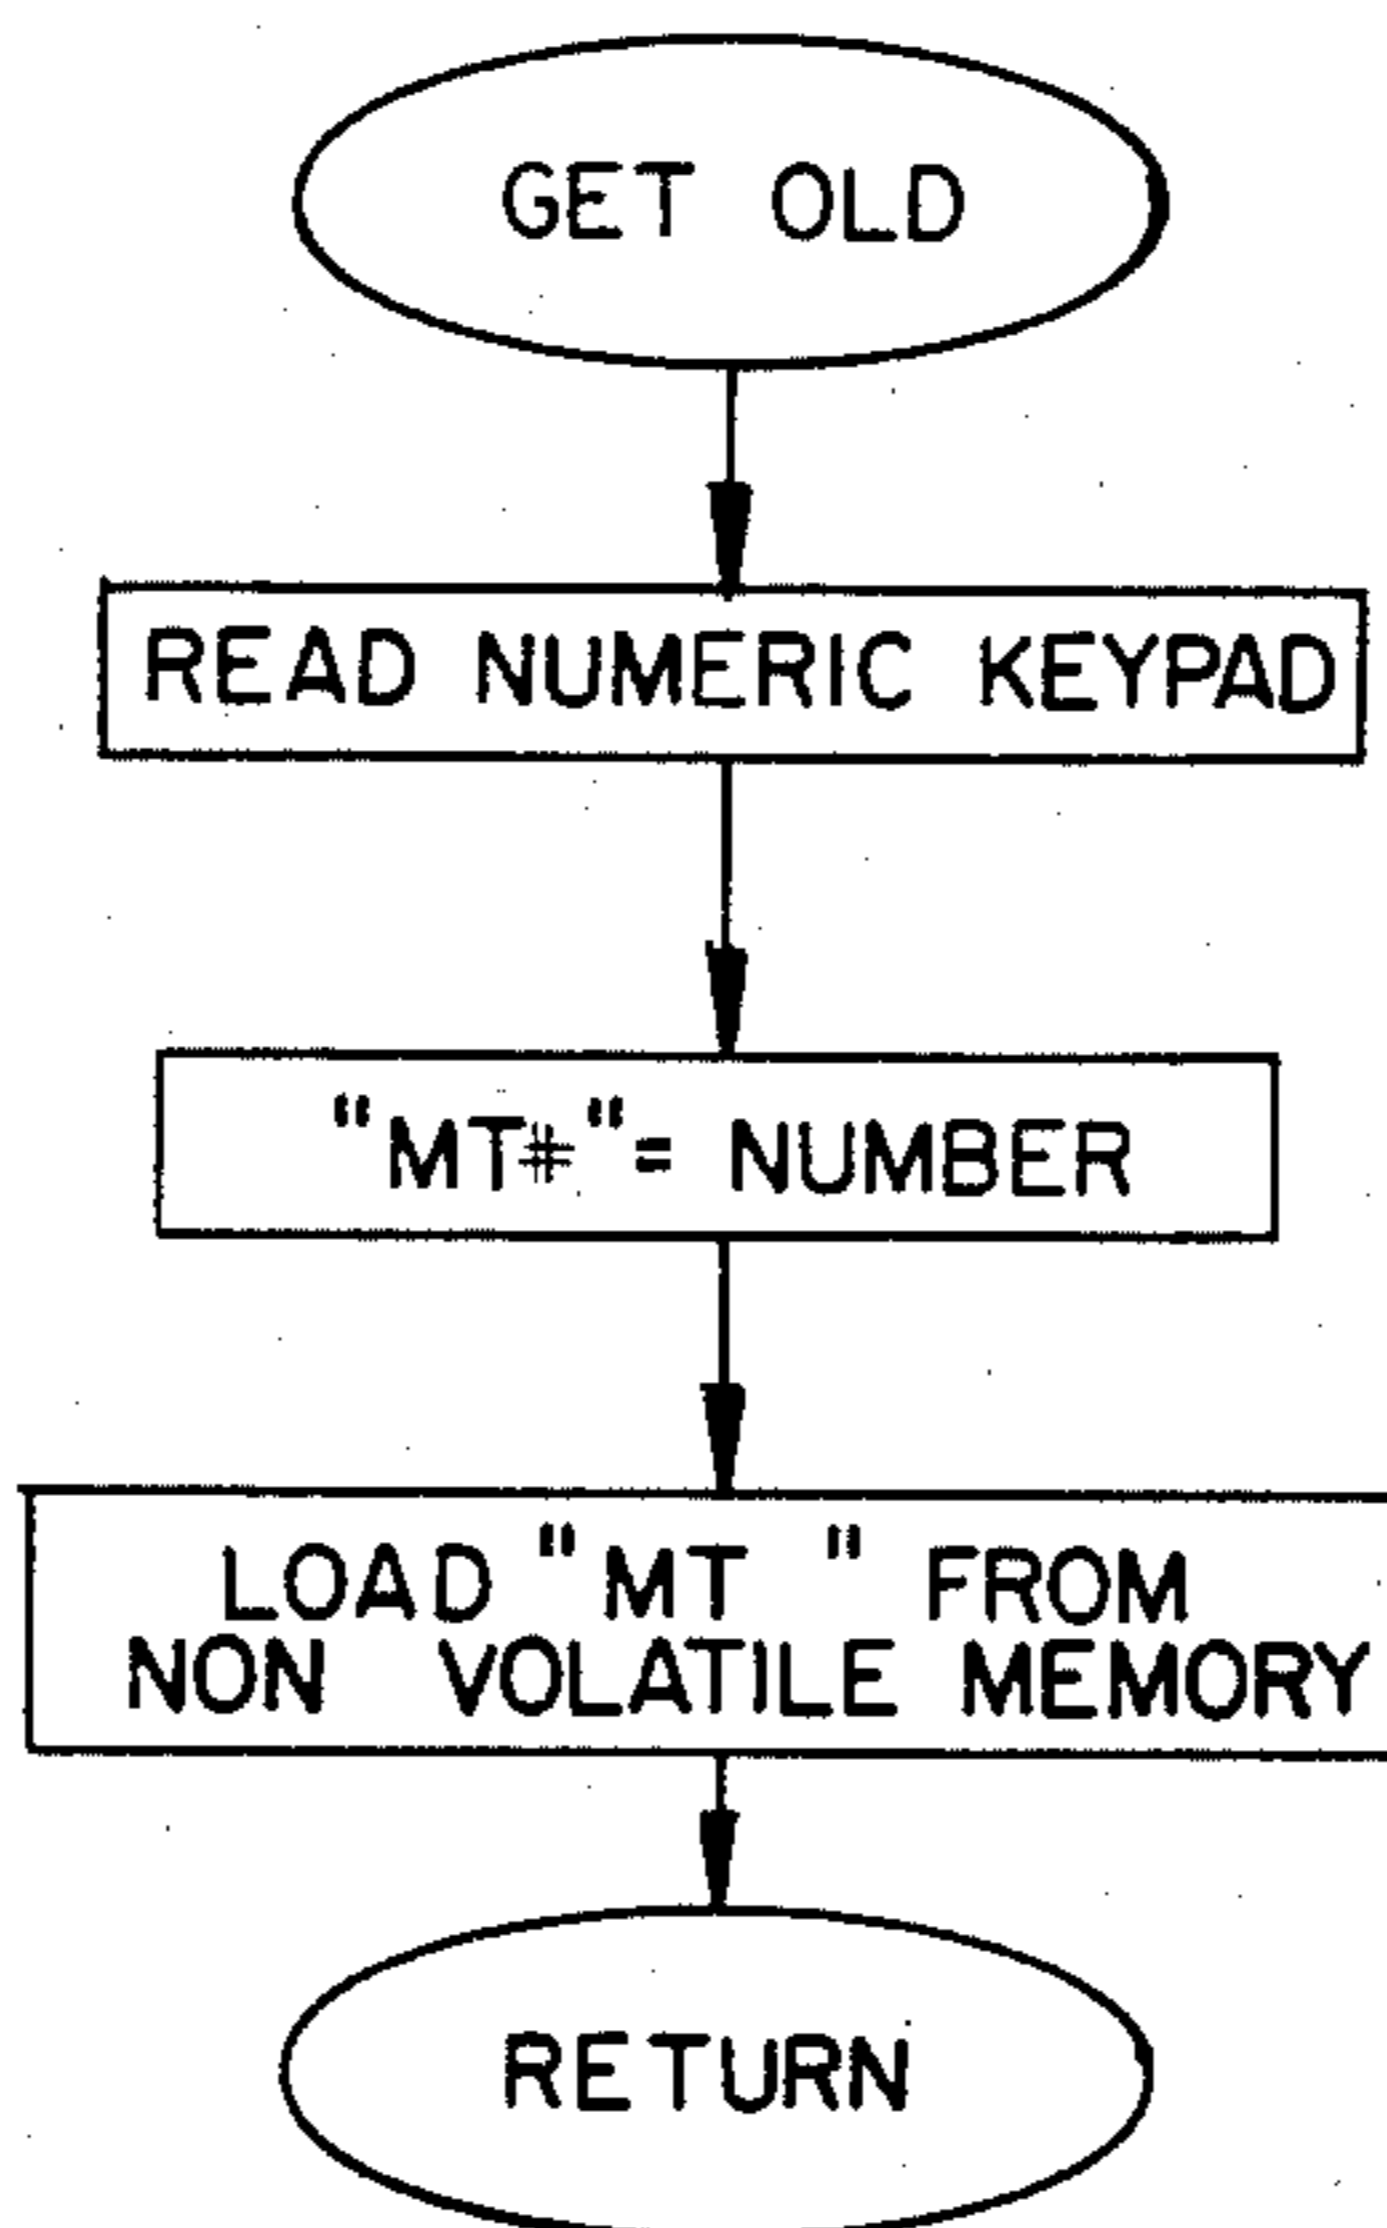 GET OLD
READ NUMERIC KEYPAD
"MT#"= NUMBER
LOAD "MT " FROM
NON VOLATILE MEMORY
RETURN